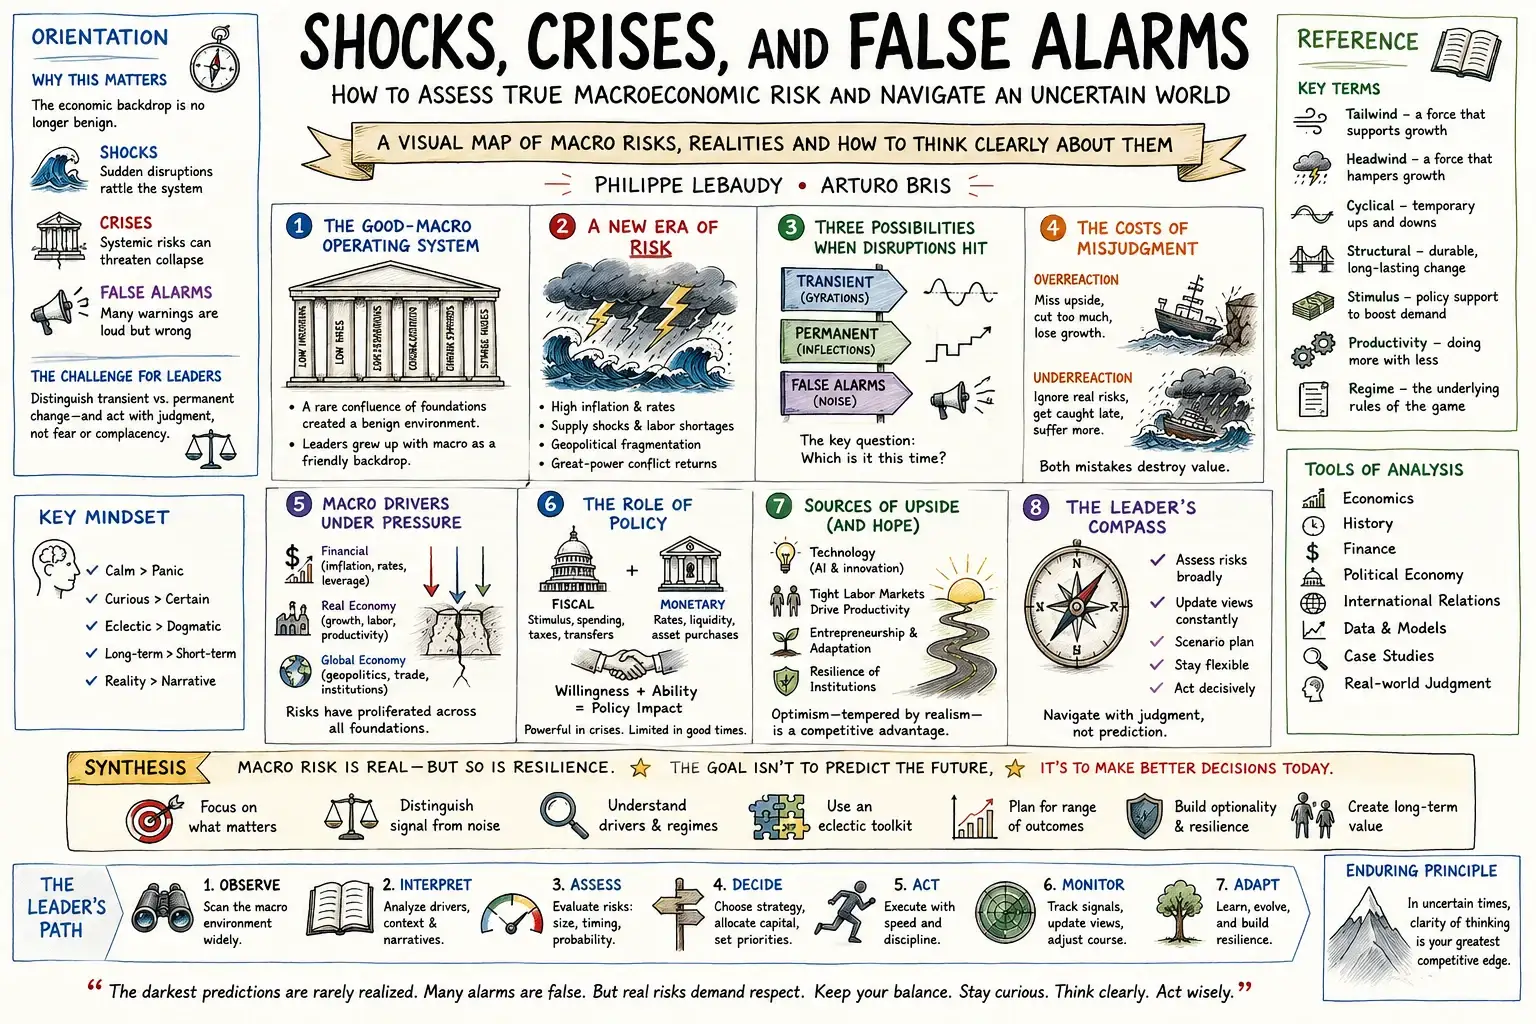 SHOCKS, CRISES, AND FALSE ALARMS
HOW TO ASSESS TRUE MACROECONOMIC RISK AND NAVIGATE AN UNCERTAIN WORLD
A VISUAL MAP OF MACRO RISKS, REALITIES AND HOW TO THINK CLEARLY ABOUT THEM
PHILIPPE LEBAUDY • ARTURO BRIS
ORIENTATION
WHY THIS MATTERS
The economic backdrop is no
longer benign.
SHOCKS
Sudden disruptions
rattle the system
CRISES
Systemic risks can
threaten collapse
FALSE ALARMS
Many warnings are
loud but wrong
THE CHALLENGE FOR LEADERS
Distinguish transient vs. permanent
change—and act with judgment,
not fear or complacency.
KEY MINDSET
✓ Calm > Panic
✓ Curious > Certain
✓ Eclectic > Dogmatic
✓ Long-term > Short-term
✓ Reality > Narrative
1 THE GOOD-MACRO
OPERATING SYSTEM
LOW RATES
• A rare confluence of foundations
created a benign environment.
• Leaders grew up with macro as a
friendly backdrop.
2 A NEW ERA OF
RISK
• High inflation & rates
• Supply shocks & labor shortages
• Geopolitical fragmentation
• Great-power conflict returns
3 THREE POSSIBILITIES
WHEN DISRUPTIONS HIT
TRANSIENT
(GYRATIONS)
PERMANENT
(INFLECTIONS)
FALSE ALARMS
(NOISE)
The key question:
Which is it this time?
4 THE COSTS OF
MISJUDGMENT
OVERREACTION
Miss upside,
cut too much,
lose growth.
UNDERREACTION
Ignore real risks,
get caught late,
suffer more.
Both mistakes destroy value.
5 MACRO DRIVERS
UNDER PRESSURE
$
Financial
(inflation, rates,
leverage)
Real Economy
(growth, labor,
productivity)
Global Economy
(geopolitics, trade,
institutions)
Risks have proliferated across
all foundations.
6 THE ROLE OF
POLICY
+
FISCAL
Stimulus, spending,
taxes, transfers
MONETARY
Rates, liquidity,
asset purchases
Willingness + Ability
= Policy Impact
Powerful in crises. Limited in good times.
7 SOURCES OF UPSIDE
(AND HOPE)
Technology
(AI & innovation)
Tight Labor Markets
Drive Productivity
Entrepreneurship &
Adaptation
Resilience of
Institutions
Optimism—tempered by realism—
is a competitive advantage.
8 THE LEADER'S
COMPASS
✓ Assess risks
broadly
✓ Update views
constantly
✓ Scenario plan
✓ Stay flexible
✓ Act decisively
Navigate with judgment,
not prediction.
REFERENCE
KEY TERMS
Tailwind – a force that
supports growth
Headwind – a force that
hampers growth
Cyclical – temporary
ups and downs
Structural – durable,
long-lasting change
Stimulus – policy support
to boost demand
Productivity – doing
more with less
Regime – the underlying
rules of the game
TOOLS OF ANALYSIS
Economics
History
$ Finance
Political Economy
International Relations
Data & Models
Case Studies
Real-world Judgment
SYNTHESIS
MACRO RISK IS REAL—BUT SO IS RESILIENCE. ★ THE GOAL ISN'T TO PREDICT THE FUTURE, ★ IT'S TO MAKE BETTER DECISIONS TODAY.
Focus on
what matters
Distinguish
signal from noise
Understand
drivers & regimes
Use an
eclectic toolkit
Plan for range
of outcomes
Build optionality
& resilience
Create long-term
value
THE
LEADER'S
PATH
1. OBSERVE
Scan the macro
environment
widely.
2. INTERPRET
Analyze drivers,
context &
narratives.
3. ASSESS
Evaluate risks:
size, timing,
probability.
4. DECIDE
Choose strategy,
allocate capital,
set priorities.
5. ACT
Execute with
speed and
discipline.
6. MONITOR
Track signals,
update views,
adjust course.
7. ADAPT
Learn, evolve,
and build
resilience.
ENDURING PRINCIPLE
In uncertain times,
clarity of thinking
is your greatest
competitive edge.
“ The darkest predictions are rarely realized. Many alarms are false. But real risks demand respect. Keep your balance. Stay curious. Think clearly. Act wisely. ”